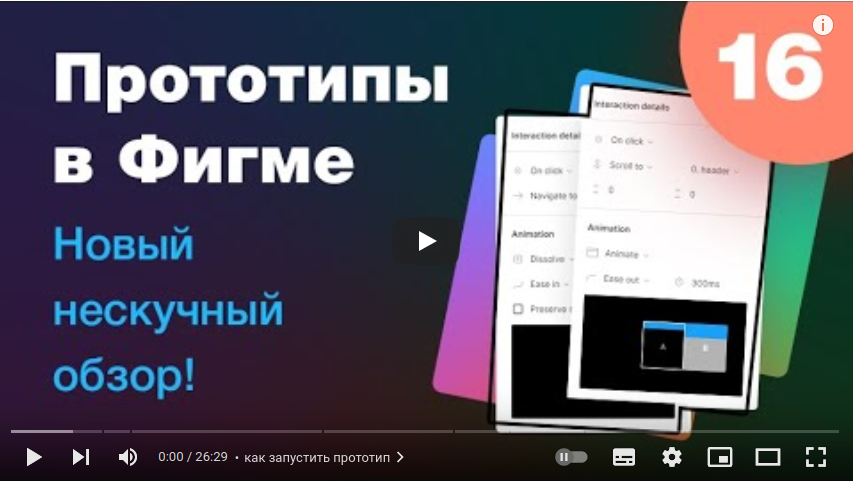 Прототипы
в Фигме
Новый
нескучный
обзор!
16
Interaction details
On click
Scroll to
0. header
0
0
Animation
Animate
Ease out
300ms
A
B
Interaction detai
On click
Navigate to
Animation
Dissolve
Ease in
Preserve
0:00 / 26:29 • как запустить прототип